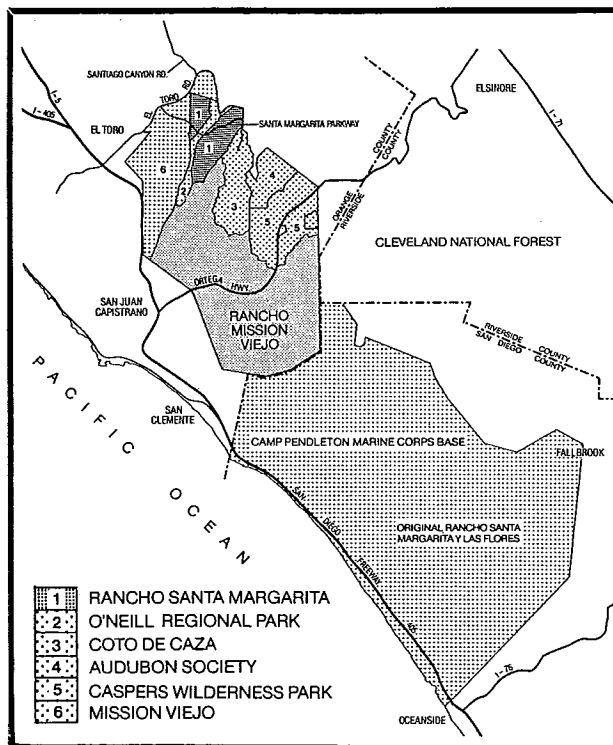 SANTIAGO CANYON RD.
I-5
I-405
EL TORO RD.
EL TORO
1
SANTA MARGARITA PARKWAY
1
6
2
3
4
5
5
ELSINORE
I-71
ORANGE COUNTY
RIVERSIDE COUNTY
CLEVELAND NATIONAL FOREST
ORTEGA HWY.
SAN JUAN
CAPISTRANO
RANCHO
MISSION
VIEJO
RIVERSIDE COUNTY
SAN DIEGO COUNTY
SAN
CLEMENTE
PACIFIC OCEAN
CAMP PENDLETON MARINE CORPS BASE
FALLBROOK
ORIGINAL RANCHO SANTA
MARGARITA Y LAS FLORES
SAN DIEGO FREEWAY
I-76
OCEANSIDE
1 RANCHO SANTA MARGARITA
2 O'NEILL REGIONAL PARK
3 COTO DE CAZA
4 AUDUBON SOCIETY
5 CASPERS WILDERNESS PARK
6 MISSION VIEJO